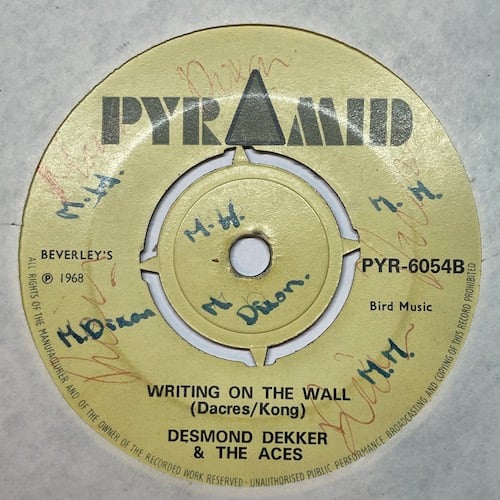 PYRAMID
M. W.
M. M.
M. W.
BEVERLEY'S
℗ 1968
PYR-6054B
Bird Music
M. Dixon
M. Dixon.
M.M.
WRITING ON THE WALL
(Dacres/Kong)
DESMOND DEKKER
& THE ACES
ALL RIGHTS OF THE MANUFACTURER AND OF THE OWNER OF THE RECORDED WORK RESERVED · UNAUTHORISED PUBLIC PERFORMANCE, BROADCASTING AND COPYING OF THIS RECORD PROHIBITED